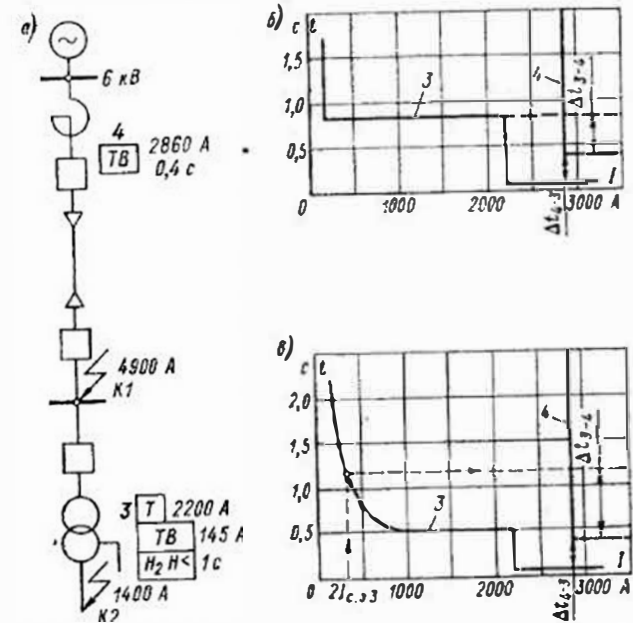 а)
6 кВ
4
ТВ 2860 А
0,4 с
4900 А
К1
3 Т 2200 А
ТВ 145 А
Н₂ Н< 1 с
1400 А
К2
б)
с t
1,5
1,0
0,5
0 1000 2000 3000 А
3
4
Δt₃₋₄
Δt₄₋₃
I
в)
с t
2,0
1,5
1,0
0,5
0 2Iс.з3 1000 2000 3000 А
3
4
Δt₃₋₄
Δt₄₋₃
I